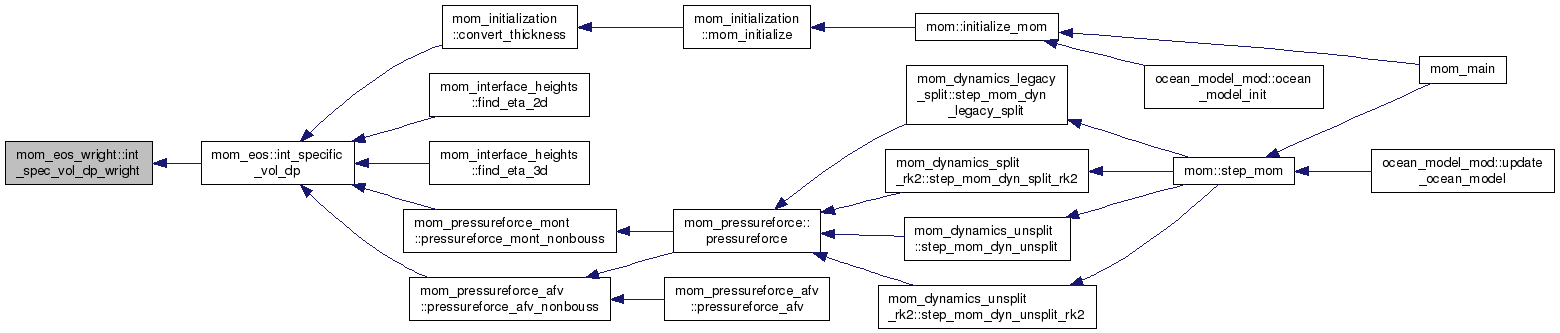 mom_eos_wright::int
_spec_vol_dp_wright
mom_eos::int_specific
_vol_dp
mom_initialization
::convert_thickness
mom_interface_heights
::find_eta_2d
mom_interface_heights
::find_eta_3d
mom_pressureforce_mont
::pressureforce_mont_nonbouss
mom_pressureforce_afv
::pressureforce_afv_nonbouss
mom_initialization
::mom_initialize
mom_pressureforce::
pressureforce
mom_pressureforce_afv
::pressureforce_afv
mom::initialize_mom
mom_dynamics_legacy
_split::step_mom_dyn
_legacy_split
mom_dynamics_split
_rk2::step_mom_dyn_split_rk2
mom_dynamics_unsplit
::step_mom_dyn_unsplit
mom_dynamics_unsplit
_rk2::step_mom_dyn_unsplit_rk2
ocean_model_mod::ocean
_model_init
mom::step_mom
mom_main
ocean_model_mod::update
_ocean_model